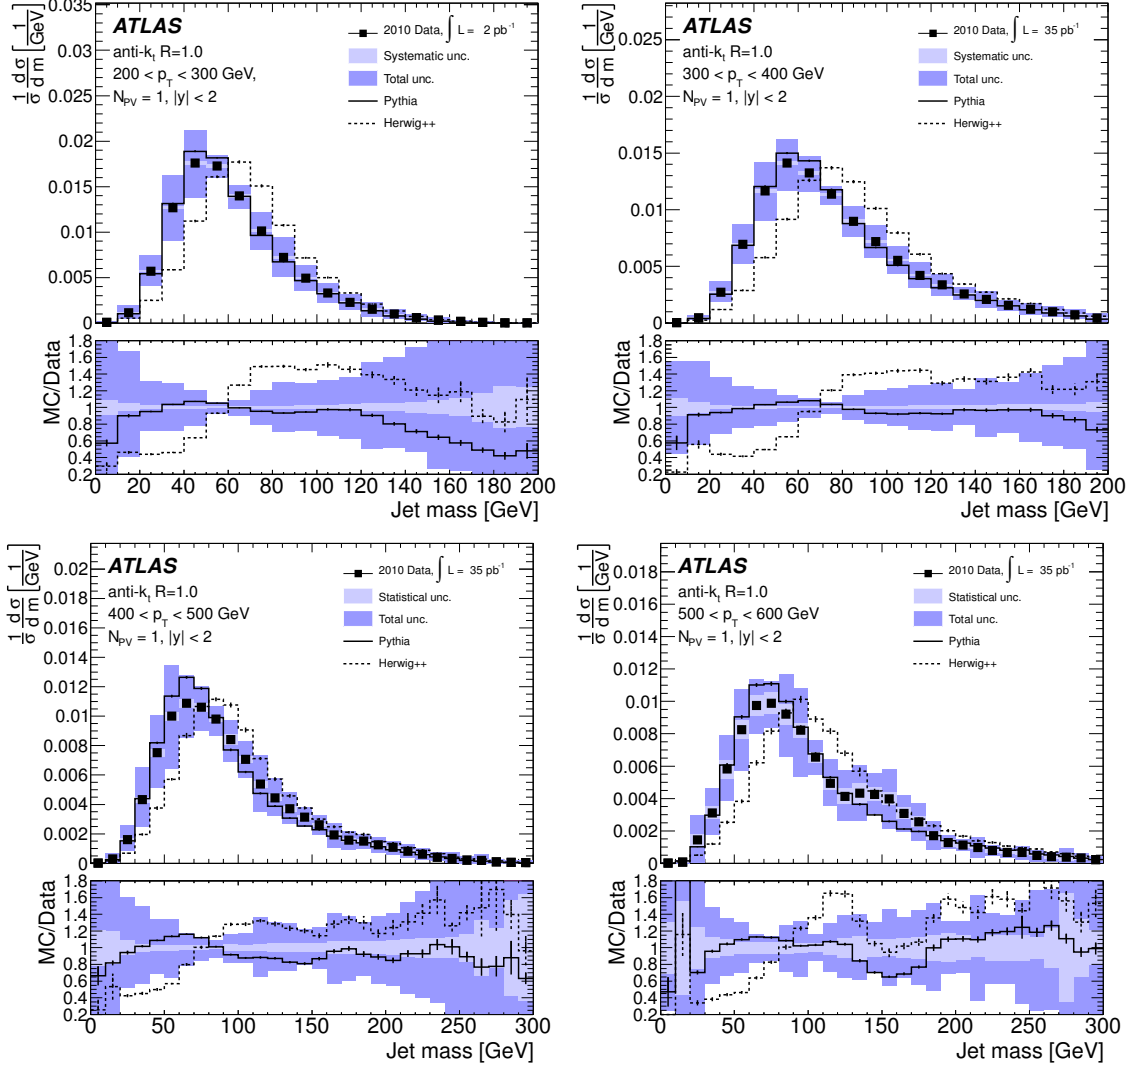 ATLAS
anti-k_t R=1.0
200 < p_T < 300 GeV,
N_PV = 1, |y| < 2
2010 Data, ∫ L = 2 pb⁻¹
Systematic unc.
Total unc.
Pythia
Herwig++
1/σ dσ/dm [1/GeV]
0.035
0.03
0.025
0.02
0.015
0.01
0.005
0
MC/Data
1.8
1.6
1.4
1.2
1
0.8
0.6
0.4
0.2
0 20 40 60 80 100 120 140 160 180 200
Jet mass [GeV]
ATLAS
anti-k_t R=1.0
300 < p_T < 400 GeV
N_PV = 1, |y| < 2
2010 Data, ∫ L = 35 pb⁻¹
Systematic unc.
Total unc.
Pythia
Herwig++
1/σ dσ/dm [1/GeV]
0.025
0.02
0.015
0.01
0.005
0
MC/Data
1.8
1.6
1.4
1.2
1
0.8
0.6
0.4
0.2
0 20 40 60 80 100 120 140 160 180 200
Jet mass [GeV]
ATLAS
anti-k_t R=1.0
400 < p_T < 500 GeV
N_PV = 1, |y| < 2
2010 Data, ∫ L = 35 pb⁻¹
Statistical unc.
Total unc.
Pythia
Herwig++
1/σ dσ/dm [1/GeV]
0.02
0.018
0.016
0.014
0.012
0.01
0.008
0.006
0.004
0.002
0
MC/Data
1.8
1.6
1.4
1.2
1
0.8
0.6
0.4
0.2
0 50 100 150 200 250 300
Jet mass [GeV]
ATLAS
anti-k_t R=1.0
500 < p_T < 600 GeV
N_PV = 1, |y| < 2
2010 Data, ∫ L = 35 pb⁻¹
Statistical unc.
Total unc.
Pythia
Herwig++
1/σ dσ/dm [1/GeV]
0.018
0.016
0.014
0.012
0.01
0.008
0.006
0.004
0.002
0
MC/Data
1.8
1.6
1.4
1.2
1
0.8
0.6
0.4
0.2
0 50 100 150 200 250 300
Jet mass [GeV]